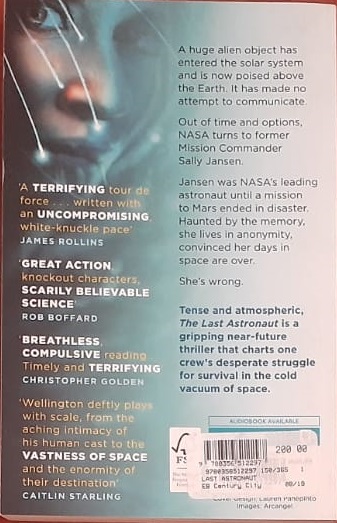 A huge alien object has
entered the solar system
and is now poised above
the Earth. It has made no
attempt to communicate.
Out of time and options,
NASA turns to former
Mission Commander
Sally Jansen.
Jansen was NASA's leading
astronaut until a mission
to Mars ended in disaster.
Haunted by the memory,
she lives in anonymity,
convinced her days in
space are over.
She's wrong.
Tense and atmospheric,
The Last Astronaut is a
gripping near-future
thriller that charts one
crew's desperate struggle
for survival in the cold
vacuum of space.
'A TERRIFYING tour de
force . . . written with
an UNCOMPROMISING,
white-knuckle pace'
JAMES ROLLINS
'GREAT ACTION,
knockout characters,
SCARILY BELIEVABLE
SCIENCE'
ROB BOFFARD
'BREATHLESS,
COMPULSIVE reading
Timely and TERRIFYING'
CHRISTOPHER GOLDEN
'Wellington deftly plays
with scale, from the
aching intimacy of
his human cast to the
VASTNESS OF SPACE
and the enormity of
their destination'
CAITLIN STARLING
AUDIOBOOK AVAILABLE
200 00
9 780356 512297
9780356512297 150/365 1
LAST ASTRONAUT
EB Century City
Cover design: Lauren Panepinto
Images: Arcangel